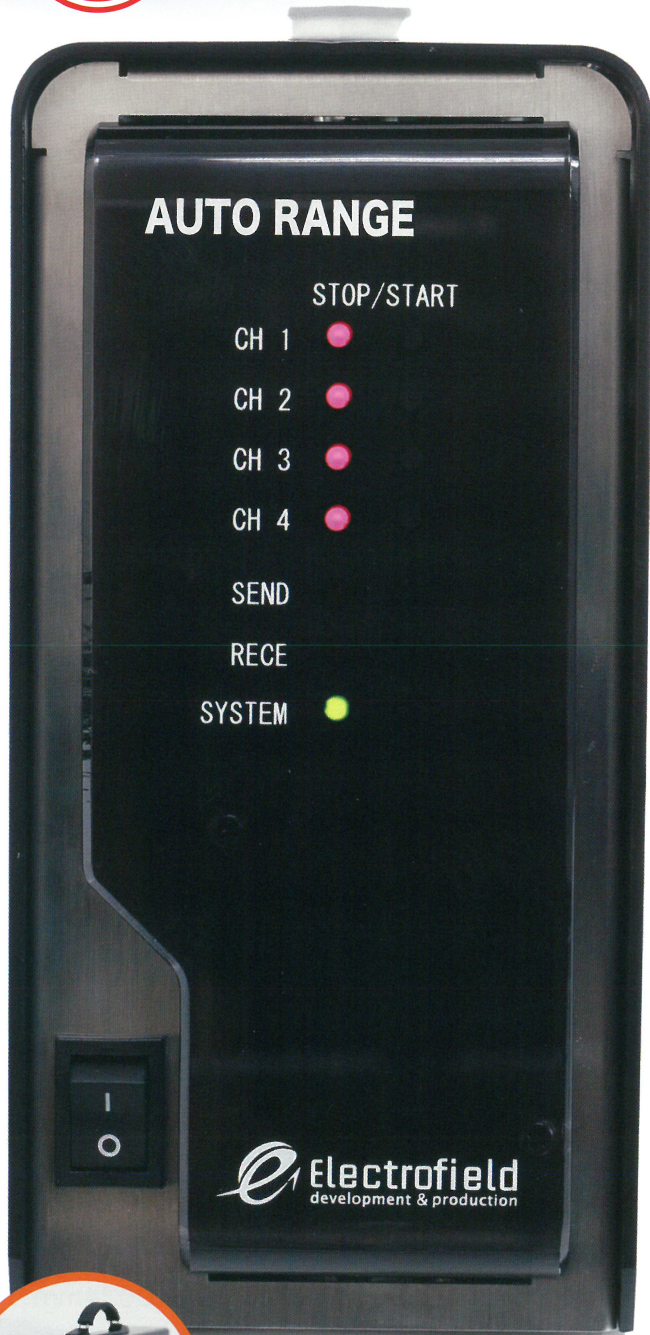 AUTO RANGE
STOP/START
CH 1
CH 2
CH 3
CH 4
SEND
RECE
SYSTEM
I
O
Electrofield
development & production